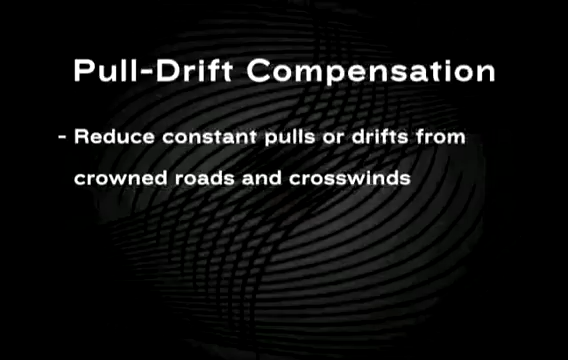 Pull-Drift Compensation
- Reduce constant pulls or drifts from
crowned roads and crosswinds